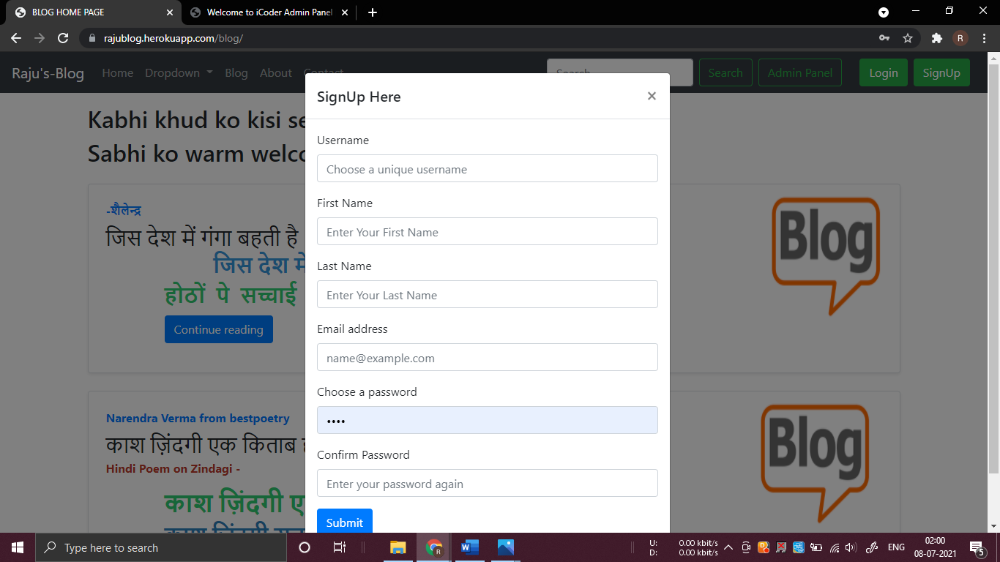 BLOG HOME PAGE
Welcome to iCoder Admin Panel
rajublog.herokuapp.com/blog/
R
Raju's-Blog Home Dropdown Blog About Contact Search Search Admin Panel Login SignUp
SignUp Here
Kabhi khud ko kisi se
Sabhi ko warm welco
Username
Choose a unique username
First Name
Enter Your First Name
Last Name
Enter Your Last Name
Email address
name@example.com
Choose a password
••••
Confirm Password
Enter your password again
Submit
-शैलेन्द्र
जिस देश में गंगा बहती है
जिस देश में
होठों पे सच्चाई
Continue reading
Blog
Narendra Verma from bestpoetry
काश ज़िंदगी एक किताब
Hindi Poem on Zindagi -
काश ज़िंदगी ए
Blog
Type here to search
U: 0.00 kbit/s
D: 0.00 kbit/s
ENG
02:00
08-07-2021
5